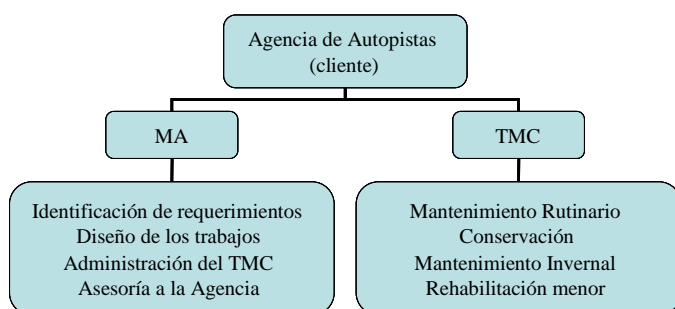 Agencia de Autopistas
(cliente)
MA
TMC
Identificación de requerimientos
Diseño de los trabajos
Administración del TMC
Asesoría a la Agencia
Mantenimiento Rutinario
Conservación
Mantenimiento Invernal
Rehabilitación menor